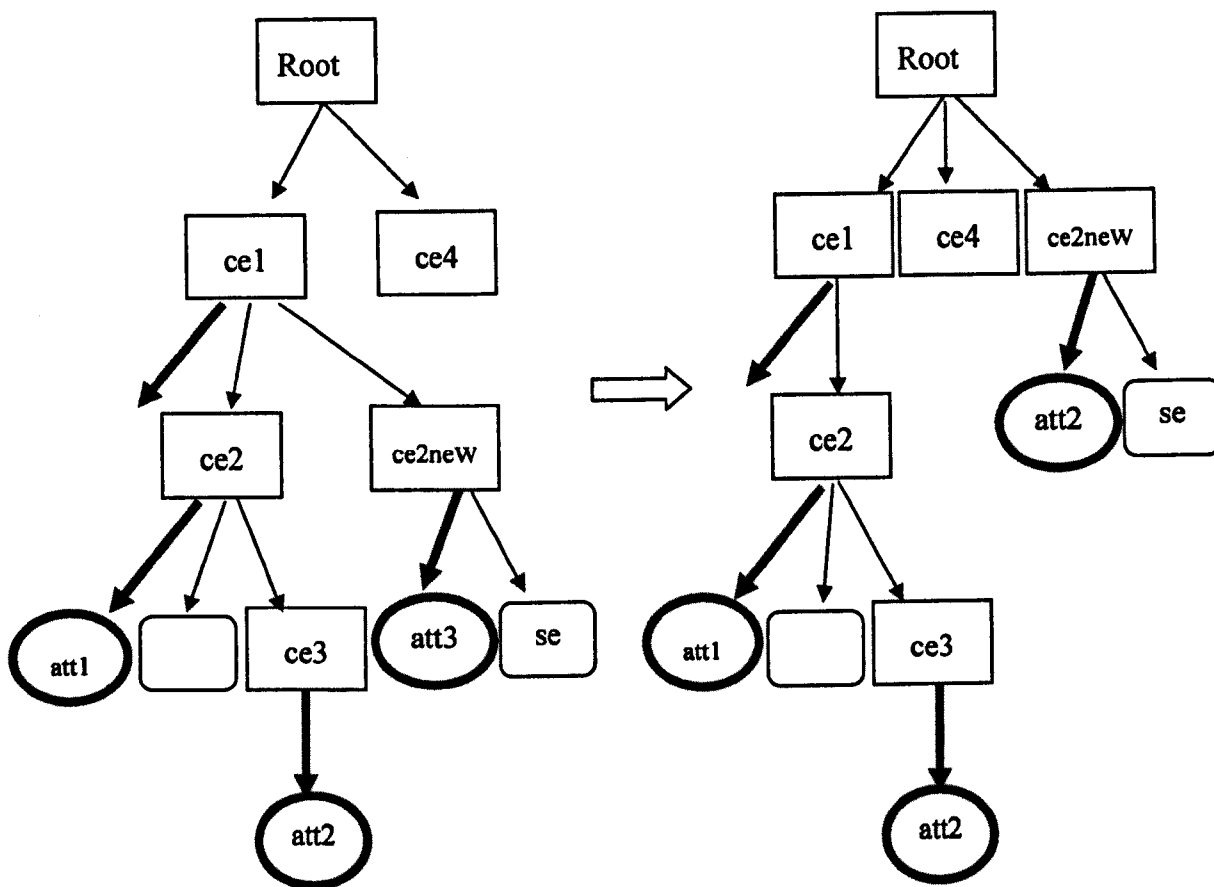 Root
ce1
ce4
ce2
ce2neW
att1
ce3
att3
se
att2
Root
ce1
ce4
ce2neW
att2
se
ce2
att1
ce3
att2